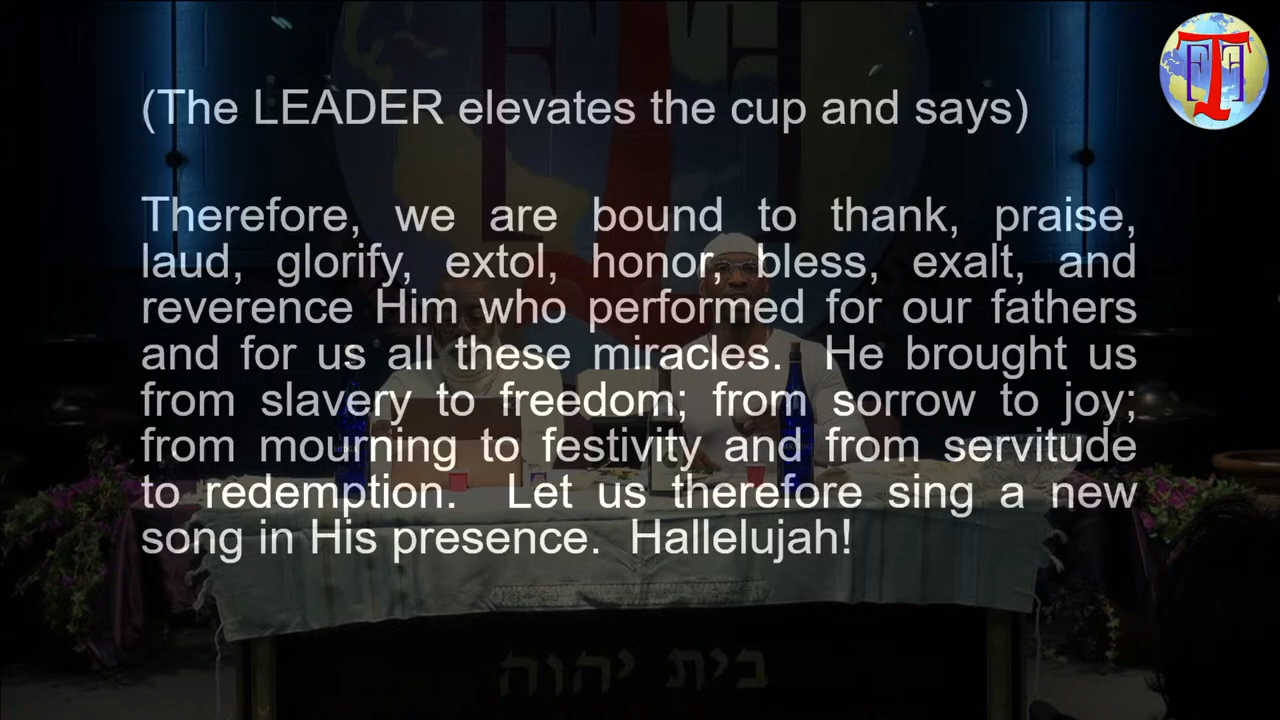 (The LEADER elevates the cup and says)
Therefore, we are bound to thank, praise,
laud, glorify, extol, honor, bless, exalt, and
reverence Him who performed for our fathers
and for us all these miracles. He brought us
from slavery to freedom; from sorrow to joy;
from mourning to festivity and from servitude
to redemption. Let us therefore sing a new
song in His presence. Hallelujah!
בית יהוה